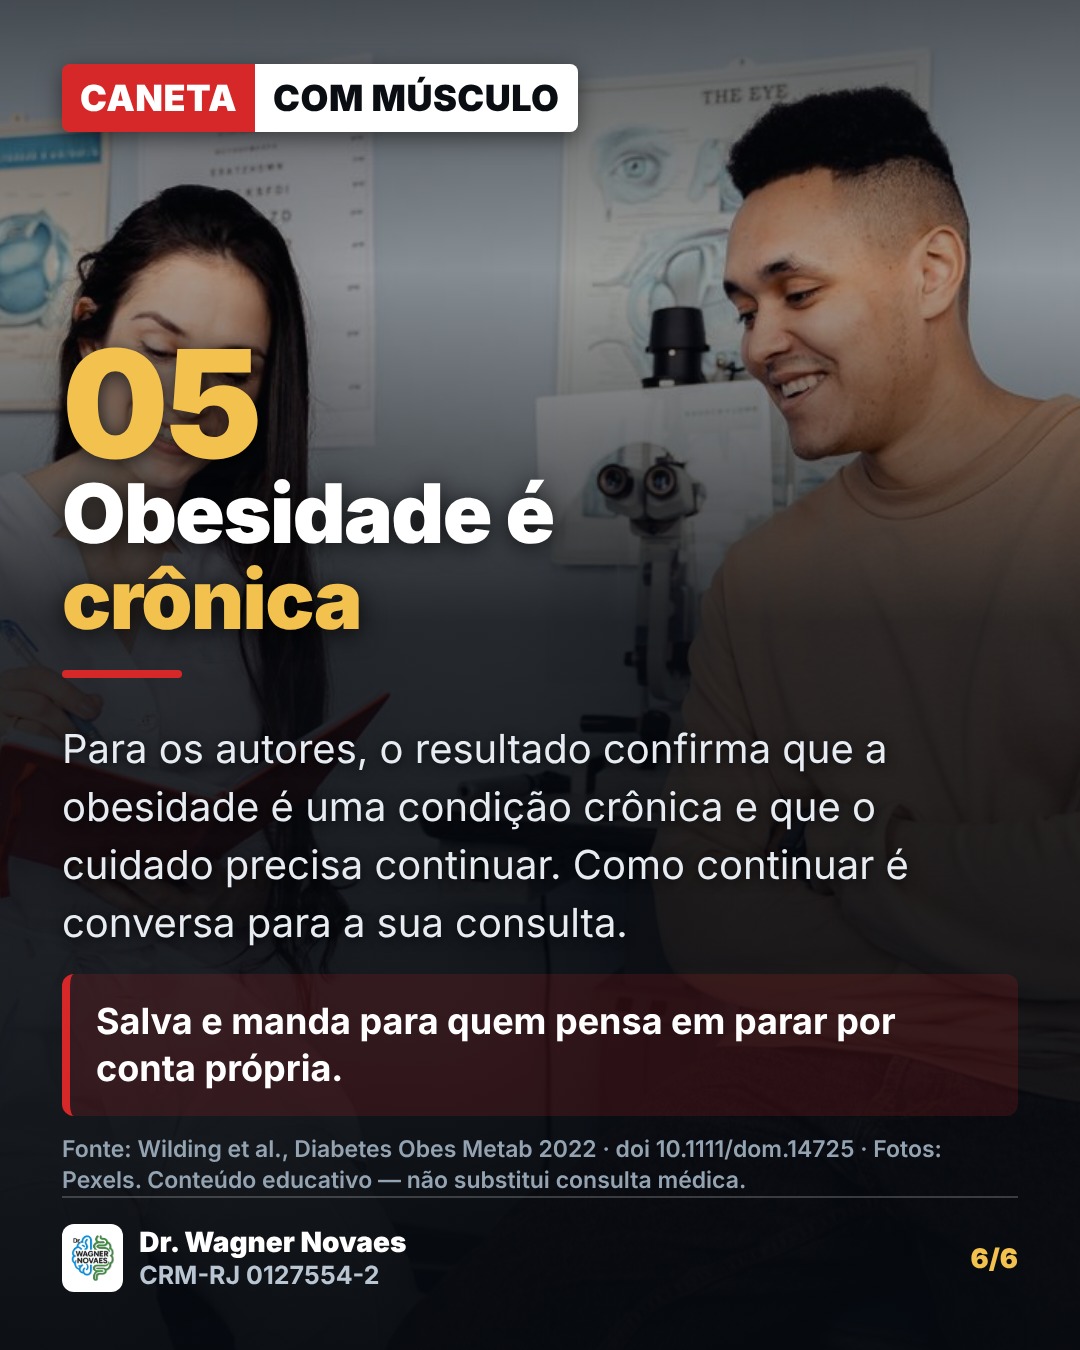 CANETA COM MÚSCULO
THE EYE
05
Obesidade é
crônica
Para os autores, o resultado confirma que a
obesidade é uma condição crônica e que o
cuidado precisa continuar. Como continuar é
conversa para a sua consulta.
Salva e manda para quem pensa em parar por
conta própria.
Fonte: Wilding et al., Diabetes Obes Metab 2022 · doi 10.1111/dom.14725 · Fotos:
Pexels. Conteúdo educativo — não substitui consulta médica.
Dr. WAGNER NOVAES
Dr. Wagner Novaes
CRM-RJ 0127554-2
6/6